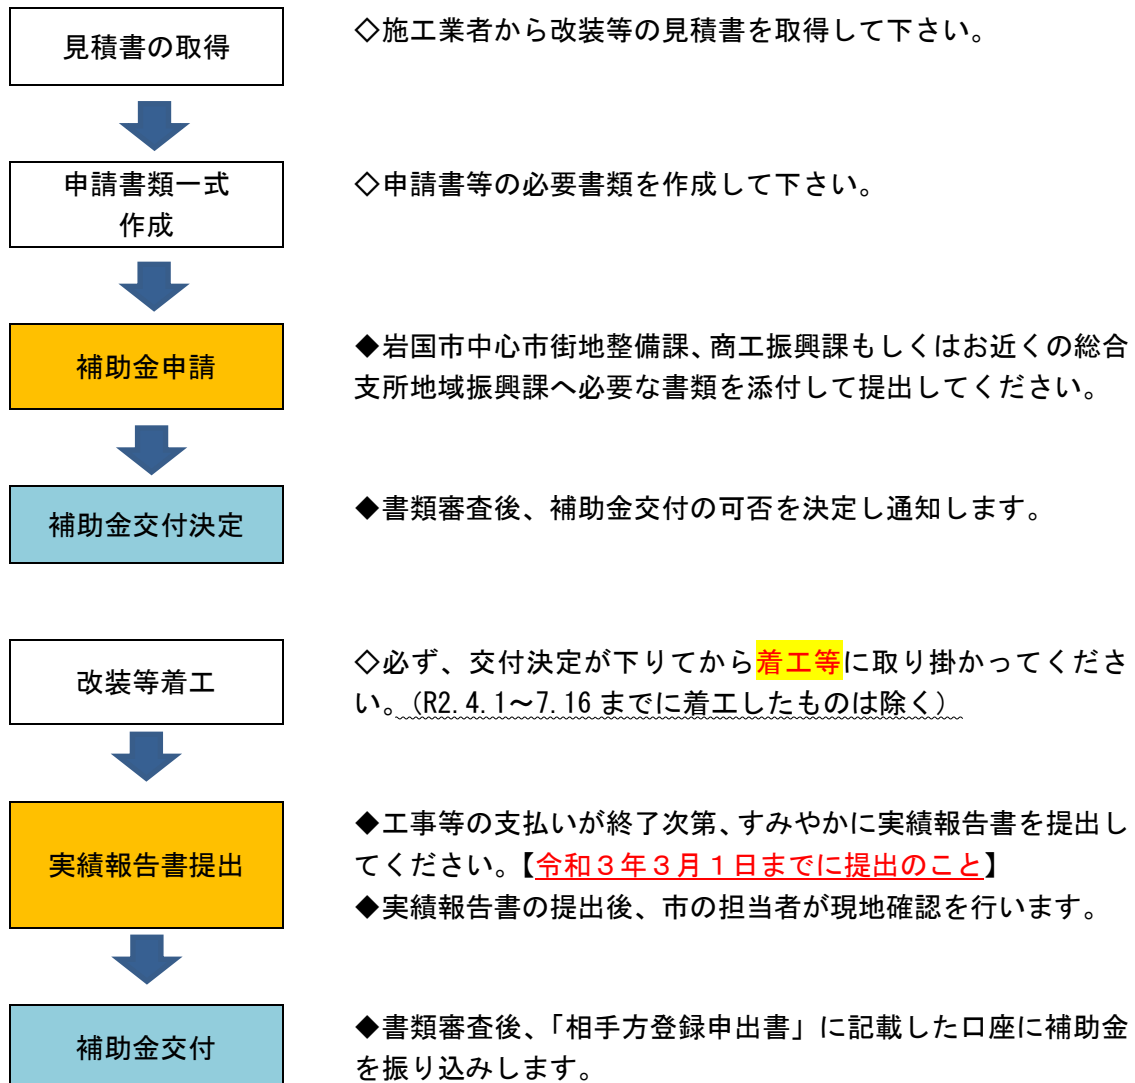 見積書の取得
◇施工業者から改装等の見積書を取得して下さい。
申請書類一式
作成
◇申請書等の必要書類を作成して下さい。
補助金申請
◆岩国市中心市街地整備課、商工振興課もしくはお近くの総合
支所地域振興課へ必要な書類を添付して提出してください。
補助金交付決定
◆書類審査後、補助金交付の可否を決定し通知します。
改装等着工
◇必ず、交付決定が下りてから着工等に取り掛かってくださ
い。（R2.4.1～7.16 までに着工したものは除く）
実績報告書提出
◆工事等の支払いが終了次第、すみやかに実績報告書を提出し
てください。【令和３年３月１日までに提出のこと】
◆実績報告書の提出後、市の担当者が現地確認を行います。
補助金交付
◆書類審査後、「相手方登録申出書」に記載した口座に補助金
を振り込みします。